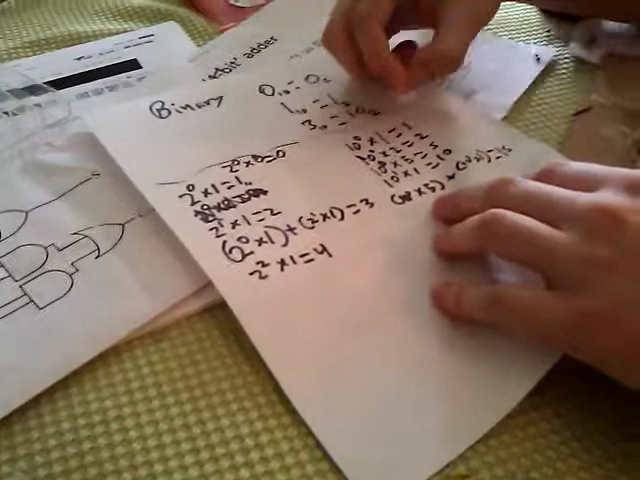 -bit adder
Binary
0₁₀ = 0₂
1₁₀ = 1₂
2⁰×0=0
2⁰×1=1
2¹×1=2
(2⁰×1)+(2¹×1)=3
2²×1=4
10⁰×1=1
10⁰×2=2
10⁰×5=5
10¹×1=10
(10⁰×5)+(10¹×1)=15